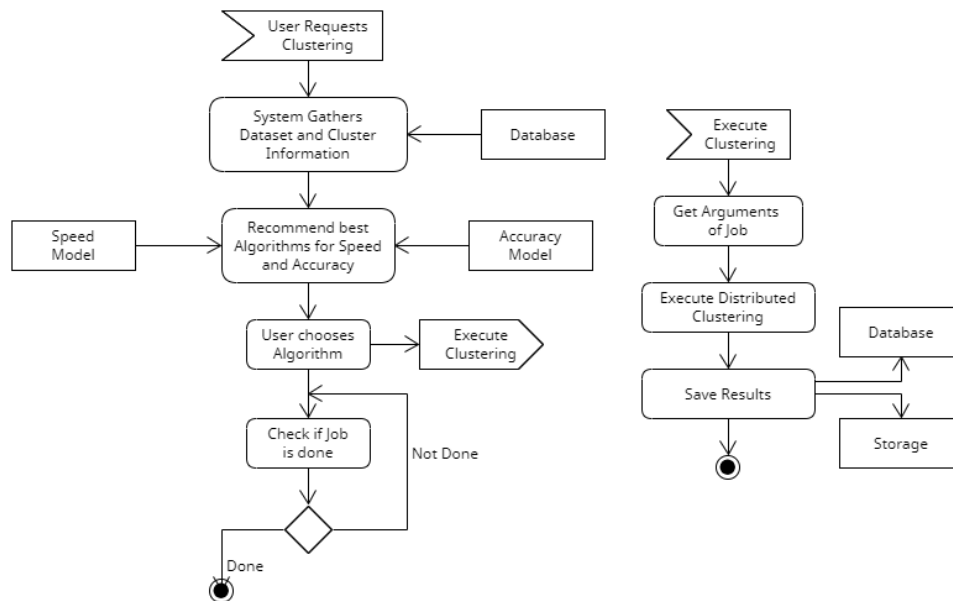 User Requests
Clustering
System Gathers
Dataset and Cluster
Information
Database
Speed
Model
Recommend best
Algorithms for Speed
and Accuracy
Accuracy
Model
User chooses
Algorithm
Execute
Clustering
Check if Job
is done
Not Done
Done
Execute
Clustering
Get Arguments
of Job
Execute Distributed
Clustering
Database
Save Results
Storage